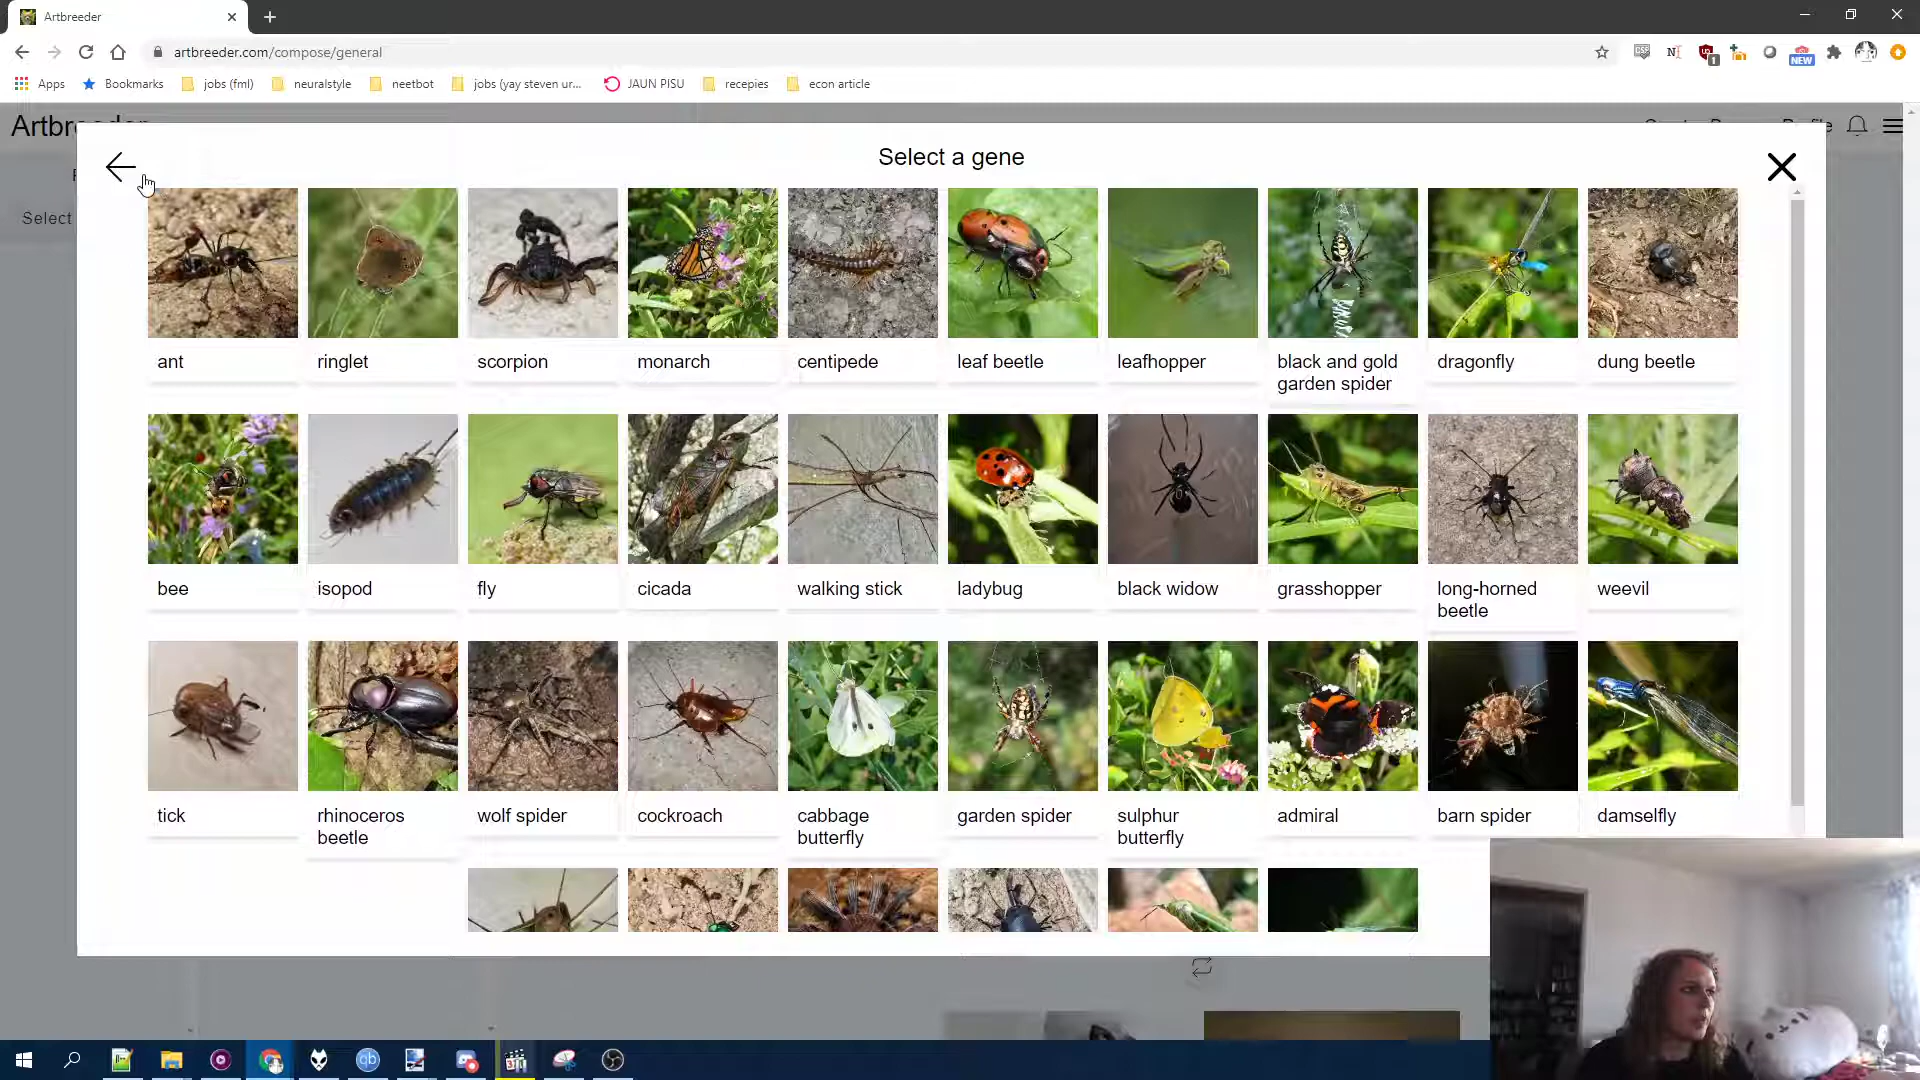 Artbreeder
artbreeder.com/compose/general
Apps Bookmarks jobs (fml) neuralstyle neetbot jobs (yay steven ur... JAUN PISU recepies econ article
NEW
Select a gene
Select
ant ringlet scorpion monarch centipede leaf beetle leafhopper black and gold garden spider dragonfly dung beetle
bee isopod fly cicada walking stick ladybug black widow grasshopper long-horned beetle weevil
tick rhinoceros beetle wolf spider cockroach cabbage butterfly garden spider sulphur butterfly admiral barn spider damselfly